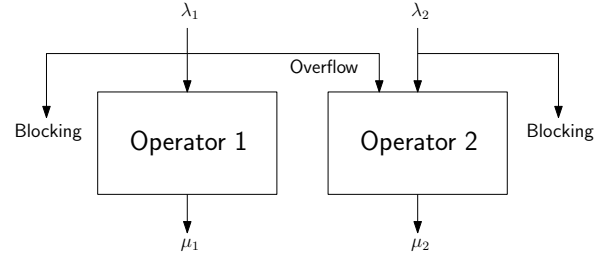 λ₁ λ₂
Overflow
Blocking Operator 1 Operator 2 Blocking
μ₁ μ₂